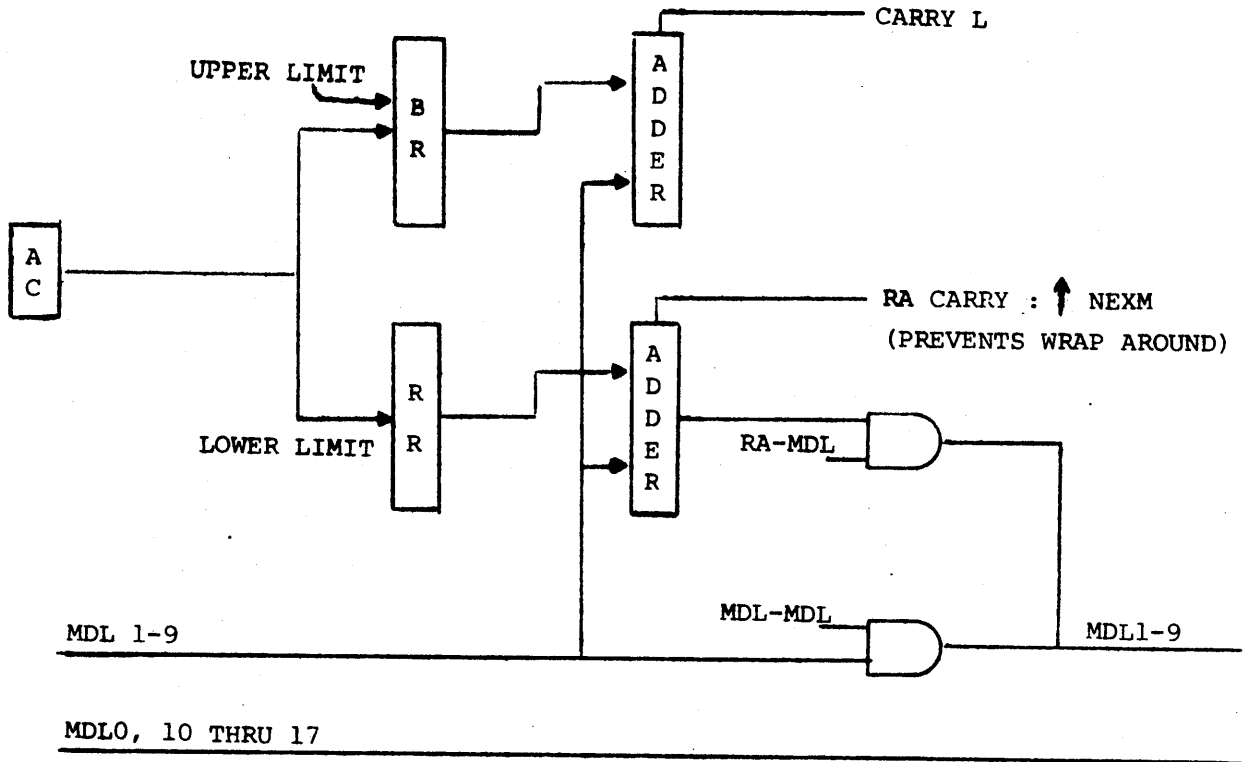 CARRY L
UPPER LIMIT
B
R
A
D
D
E
R
A
C
RA CARRY : ↑ NEXM
(PREVENTS WRAP AROUND)
R
R
A
D
D
E
R
LOWER LIMIT
RA-MDL
MDL-MDL
MDL 1-9
MDL1-9
MDL0, 10 THRU 17